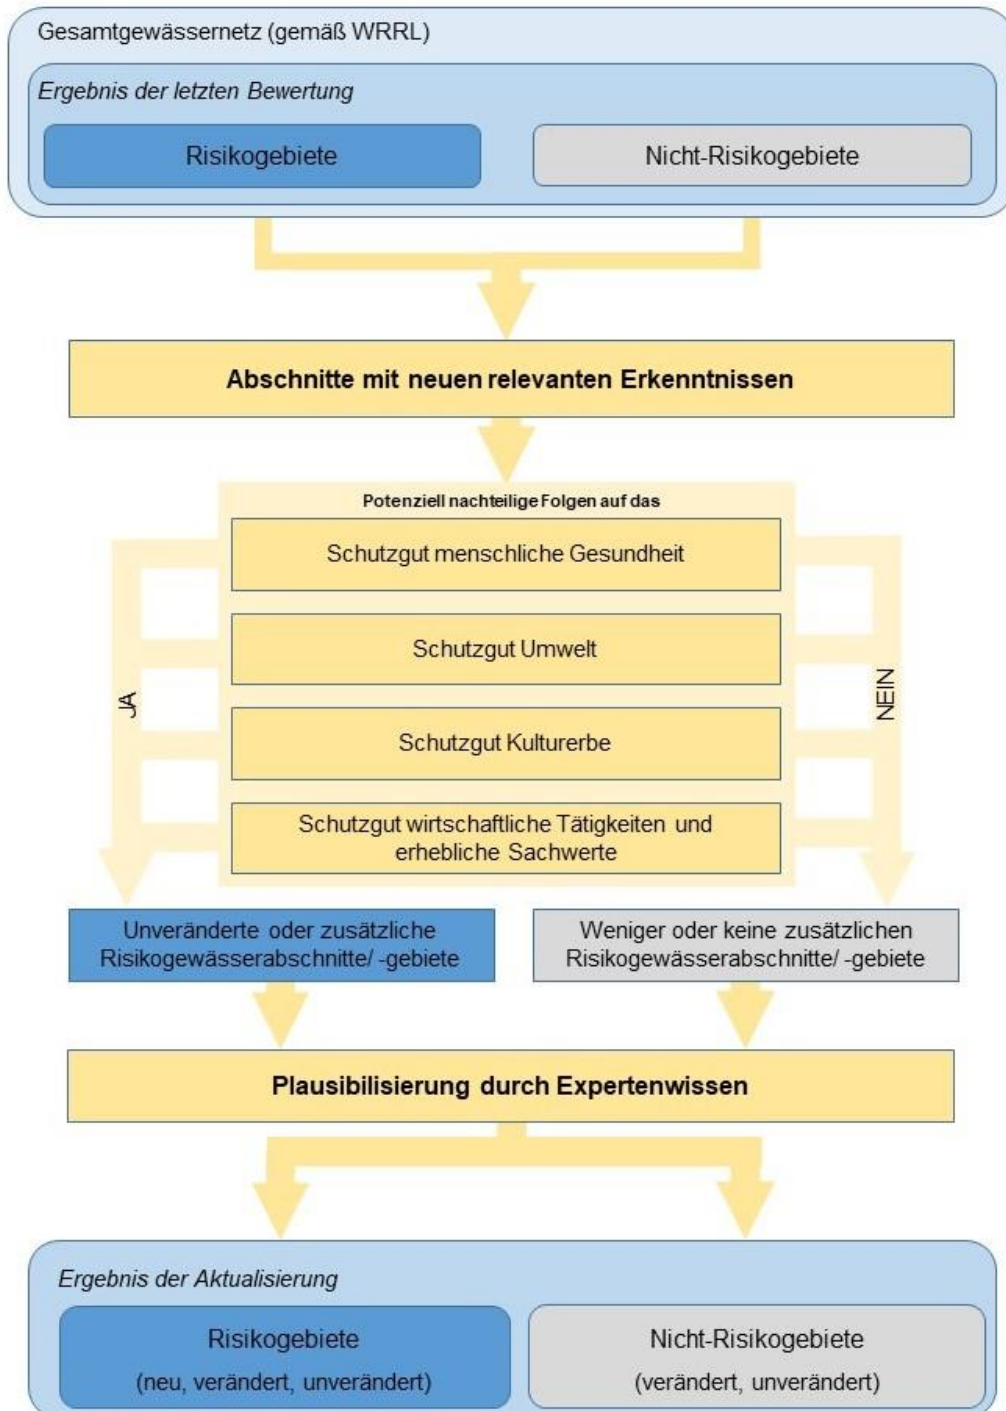 Gesamtgewässernetz (gemäß WRRL)
Ergebnis der letzten Bewertung
Risikogebiete
Nicht-Risikogebiete
Abschnitte mit neuen relevanten Erkenntnissen
Potenziell nachteilige Folgen auf das
Schutzgut menschliche Gesundheit
Schutzgut Umwelt
Schutzgut Kulturerbe
Schutzgut wirtschaftliche Tätigkeiten und
erhebliche Sachwerte
JA
NEIN
Unveränderte oder zusätzliche
Risikogewässerabschnitte/ -gebiete
Weniger oder keine zusätzlichen
Risikogewässerabschnitte/ -gebiete
Plausibilisierung durch Expertenwissen
Ergebnis der Aktualisierung
Risikogebiete
(neu, verändert, unverändert)
Nicht-Risikogebiete
(verändert, unverändert)